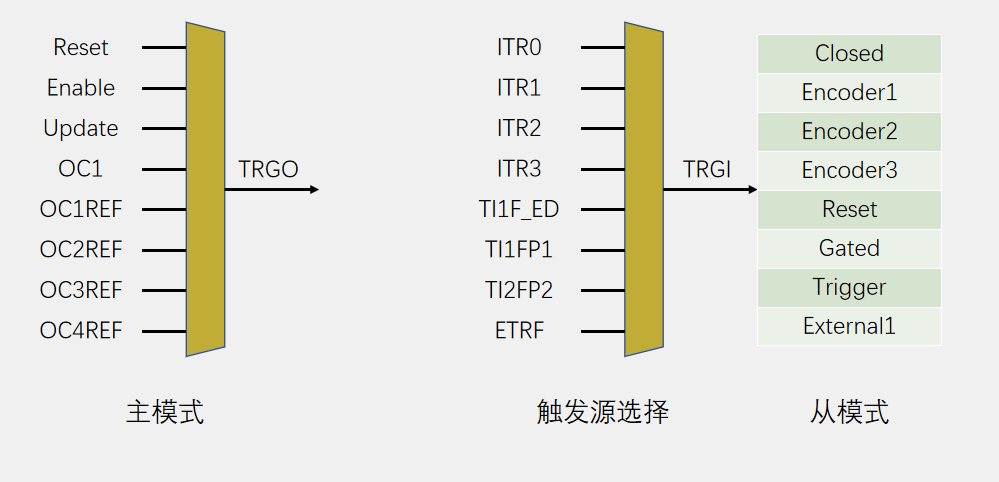 Reset
Enable
Update
OC1
OC1REF
OC2REF
OC3REF
OC4REF
TRGO
主模式
ITR0
ITR1
ITR2
ITR3
TI1F_ED
TI1FP1
TI2FP2
ETRF
TRGI
触发源选择
Closed
Encoder1
Encoder2
Encoder3
Reset
Gated
Trigger
External1
从模式